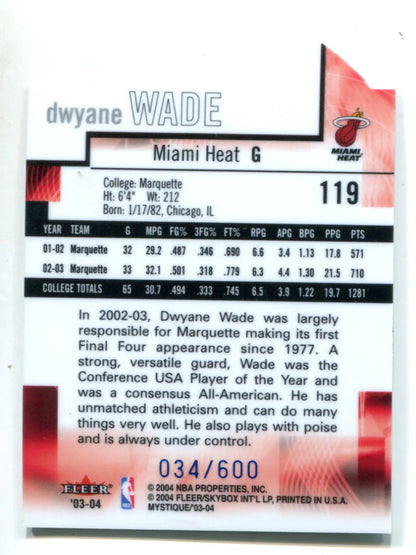 dwyane WADE
Miami Heat G
MIAMI
HEAT
College: Marquette
Ht: 6'4" Wt: 212
Born: 1/17/82, Chicago, IL
119
YEAR TEAM G MPG FG% 3FG% FT% RPG APG BPG PPG PTS
01-02 Marquette 32 29.2 .487 .346 .690 6.6 3.4 1.13 17.8 571
02-03 Marquette 33 32.1 .501 .318 .779 6.3 4.4 1.30 21.5 710
COLLEGE TOTALS 65 30.7 .494 .333 .745 6.5 3.9 1.22 19.7 1281
In 2002-03, Dwyane Wade was largely
responsible for Marquette making its first
Final Four appearance since 1977. A
strong, versatile guard, Wade was the
Conference USA Player of the Year and
was a consensus All-American. He has
unmatched athleticism and can do many
things very well. He also plays with poise
and is always under control.
034/600
FLEER
'03-04
NBA
© 2004 NBA PROPERTIES, INC.
© 2004 FLEER/SKYBOX INT'L LP, PRINTED IN U.S.A.
MYSTIQUE/'03-04